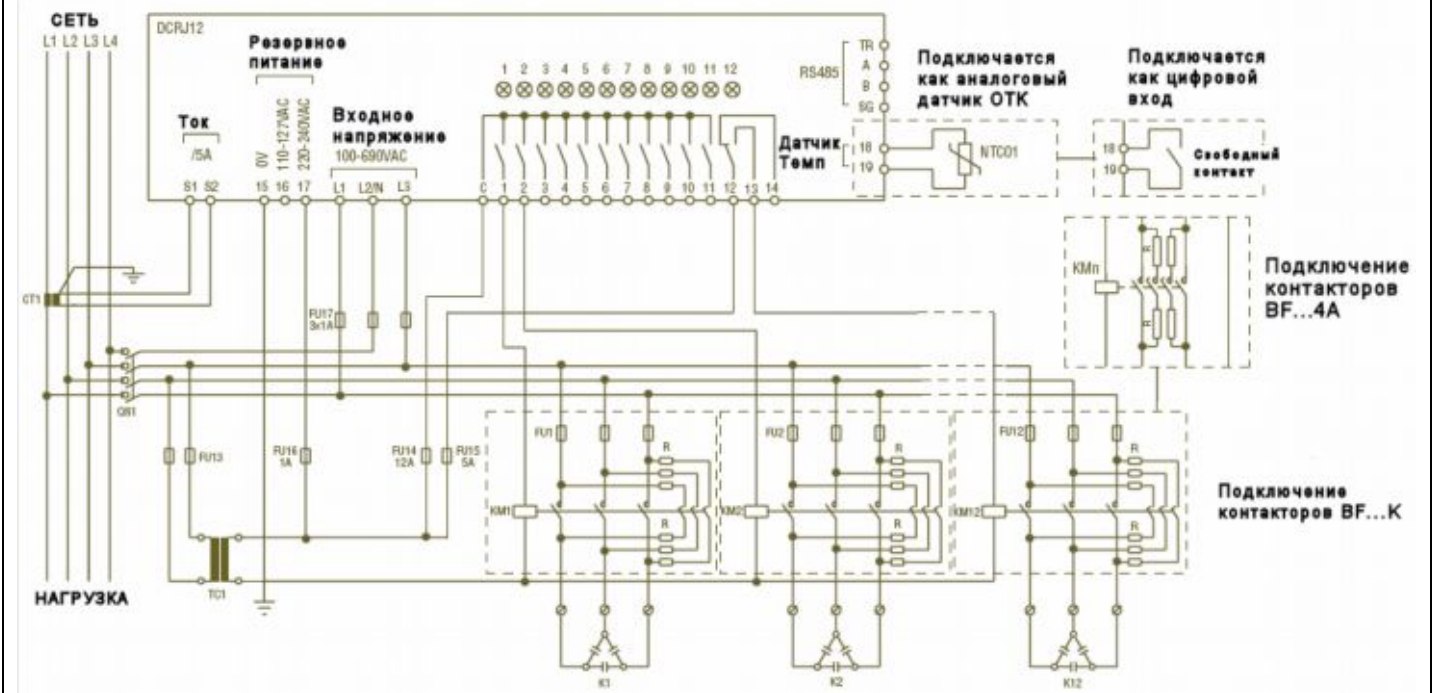 СЕТЬ
L1 L2 L3 L4
DCRJ12
Резервное
питание
0V
110-127VAC
220-240VAC
Ток
/5A
Входное
напряжение
100-690VAC
S1 S2
15 16 17
L1 L2/N L3
1 2 3 4 5 6 7 8 9 10 11 12
C 1 2 3 4 5 6 7 8 9 10 11 12 13 14
RS485
TR
A
B
SG
Датчик
Темп
18
19
NTC01
Подключается
как аналоговый
датчик ОТК
Подключается
как цифровой
вход
18
19
Свободный
контакт
KMn
R
R
Подключение
контакторов
BF...4A
CT1
FU17
3x1A
QS1
FU13
FU16
1A
FU14
12A
FU15
5A
FU1
R
KM1
R
FU2
R
KM2
R
FU12
R
KM12
R
Подключение
контакторов BF...K
TC1
НАГРУЗКА
K1
K2
K12